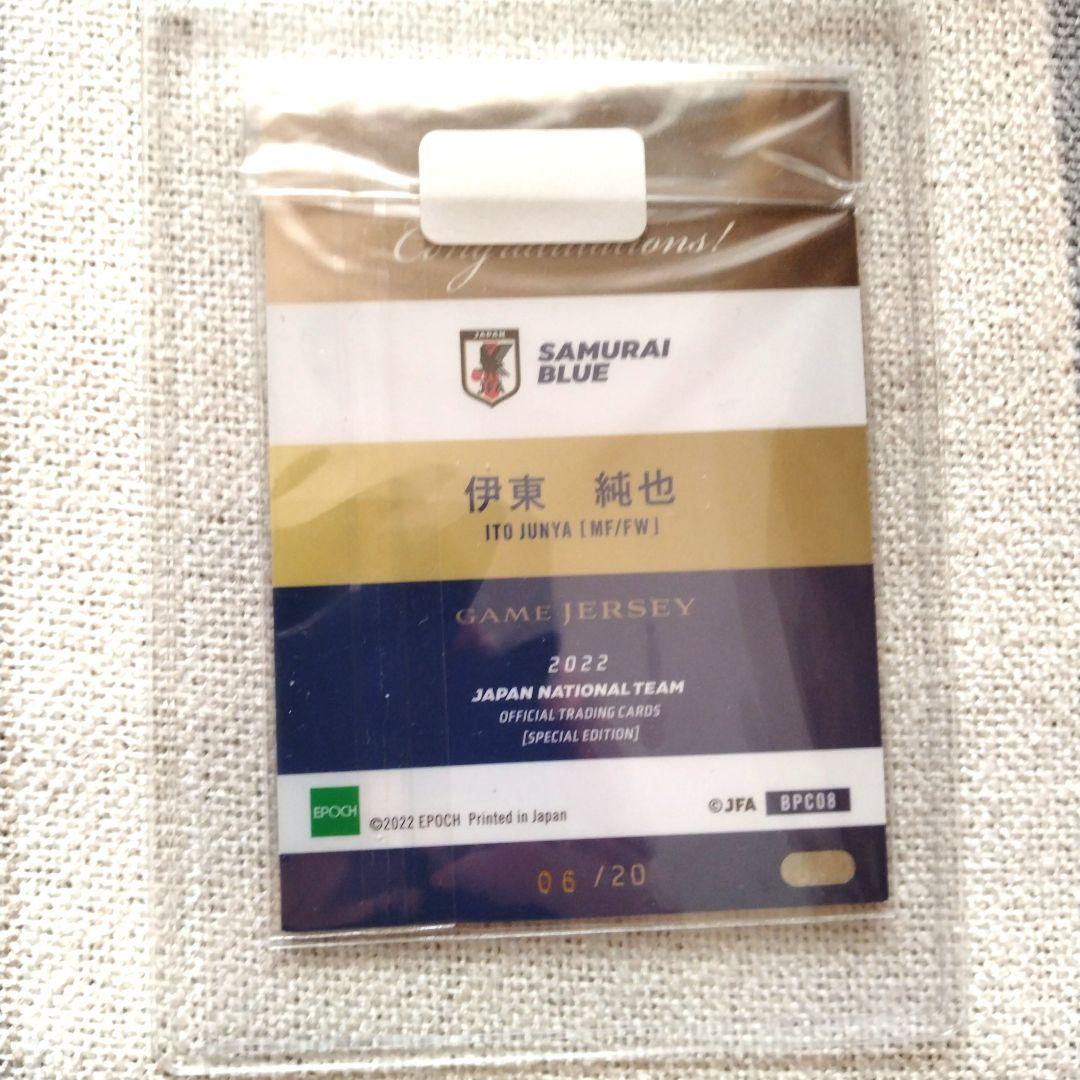 Congratulations!
JAPAN
JFA
SAMURAI
BLUE
伊東 純也
ITO JUNYA [MF/FW]
GAME JERSEY
2022
JAPAN NATIONAL TEAM
OFFICIAL TRADING CARDS
[SPECIAL EDITION]
EPOCH
©2022 EPOCH Printed in Japan
©JFA BPC08
06 /20